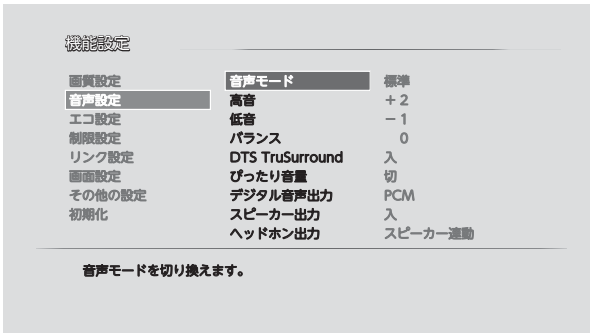 機能設定
画質設定 音声モード 標準
音声設定 高音 +2
エコ設定 低音 −1
制限設定 バランス 0
リンク設定 DTS TruSurround 入
画面設定 ぴったり音量 切
その他の設定 デジタル音声出力 PCM
初期化 スピーカー出力 入
ヘッドホン出力 スピーカー連動
音声モードを切り換えます。